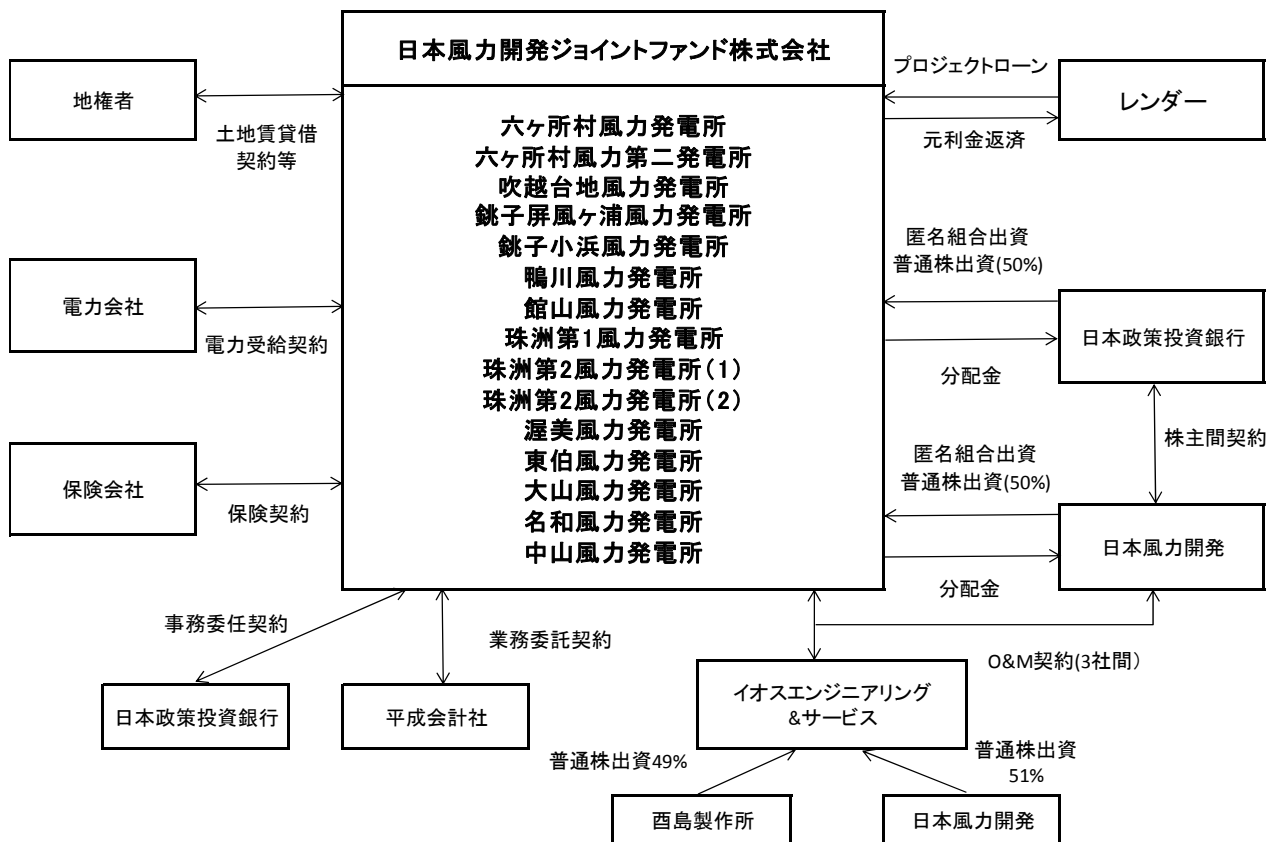 日本風力開発ジョイントファンド株式会社
六ヶ所村風力発電所
六ヶ所村風力第二発電所
吹越台地風力発電所
銚子屏風ヶ浦風力発電所
銚子小浜風力発電所
鴨川風力発電所
館山風力発電所
珠洲第1風力発電所
珠洲第2風力発電所(1)
珠洲第2風力発電所(2)
渥美風力発電所
東伯風力発電所
大山風力発電所
名和風力発電所
中山風力発電所
地権者
土地賃貸借
契約等
電力会社
電力受給契約
保険会社
保険契約
プロジェクトローン
レンダー
元利金返済
匿名組合出資
普通株出資(50%)
日本政策投資銀行
分配金
株主間契約
匿名組合出資
普通株出資(50%)
日本風力開発
分配金
事務委任契約
日本政策投資銀行
業務委託契約
平成会計社
O&M契約(3社間)
イオスエンジニアリング
&サービス
普通株出資49%
酉島製作所
普通株出資
51%
日本風力開発